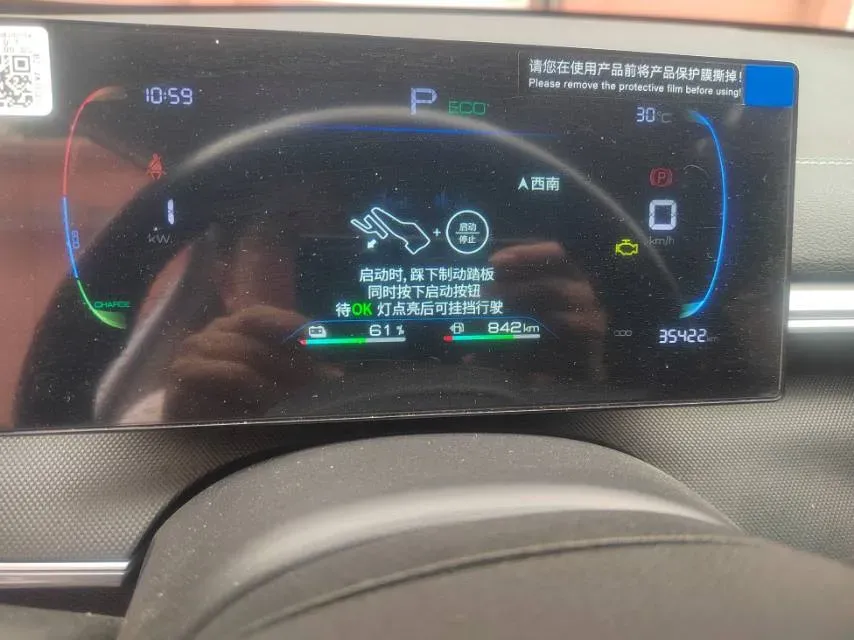 请您在使用产品前将产品保护膜撕掉!
Please remove the protective film before using!
10:59
P
ECO
30°C
西南
P
1
kW
0
km/h
启动
停止
+
启动时, 踩下制动踏板
同时按下启动按钮
待OK 灯点亮后可挂挡行驶
CHARGE
61 %
842km
ODO
35422km